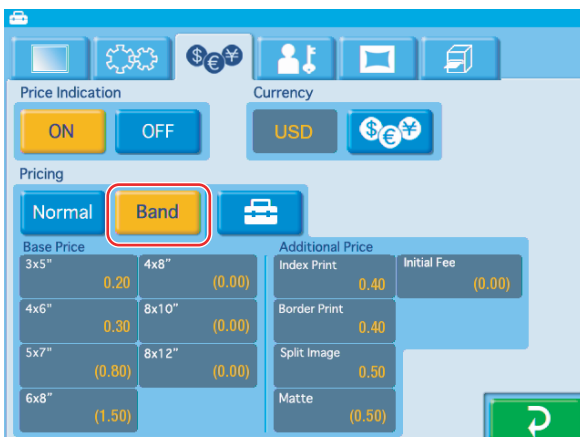 Price Indication
Currency
ON
OFF
USD
$€¥
Pricing
Normal
Band
Base Price
Additional Price
3x5"
0.20
4x8"
(0.00)
Index Print
0.40
Initial Fee
(0.00)
4x6"
0.30
8x10"
(0.00)
Border Print
0.40
5x7"
(0.80)
8x12"
(0.00)
Split Image
0.50
6x8"
(1.50)
Matte
(0.50)